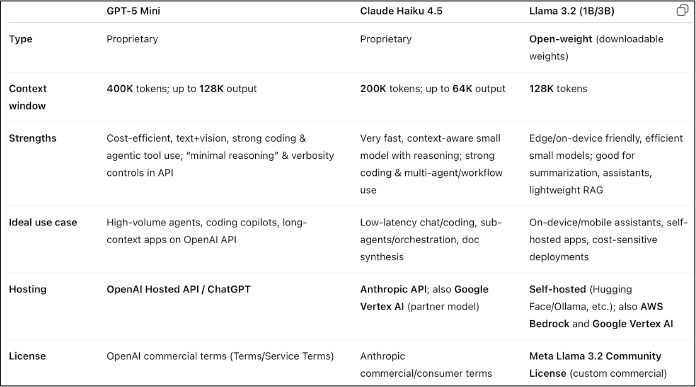 GPT-5 Mini Claude Haiku 4.5 Llama 3.2 (1B/3B)
Type Proprietary Proprietary Open-weight (downloadable
weights)
Context 400K tokens; up to 128K output 200K tokens; up to 64K output 128K tokens
window
Strengths Cost-efficient, text+vision, strong coding & Very fast, context-aware small Edge/on-device friendly, efficient
agentic tool use; “minimal reasoning” & verbosity model with reasoning; strong small models; good for
controls in API coding & multi-agent/workflow summarization, assistants,
use lightweight RAG
Ideal use case High-volume agents, coding copilots, long- Low-latency chat/coding, sub- On-device/mobile assistants, self-
context apps on OpenAI API agents/orchestration, doc hosted apps, cost-sensitive
synthesis deployments
Hosting OpenAI Hosted API / ChatGPT Anthropic API; also Google Self-hosted (Hugging
Vertex AI (partner model) Face/Ollama, etc.); also AWS
Bedrock and Google Vertex AI
License OpenAI commercial terms (Terms/Service Terms) Anthropic Meta Llama 3.2 Community
commercial/consumer terms License (custom commercial)